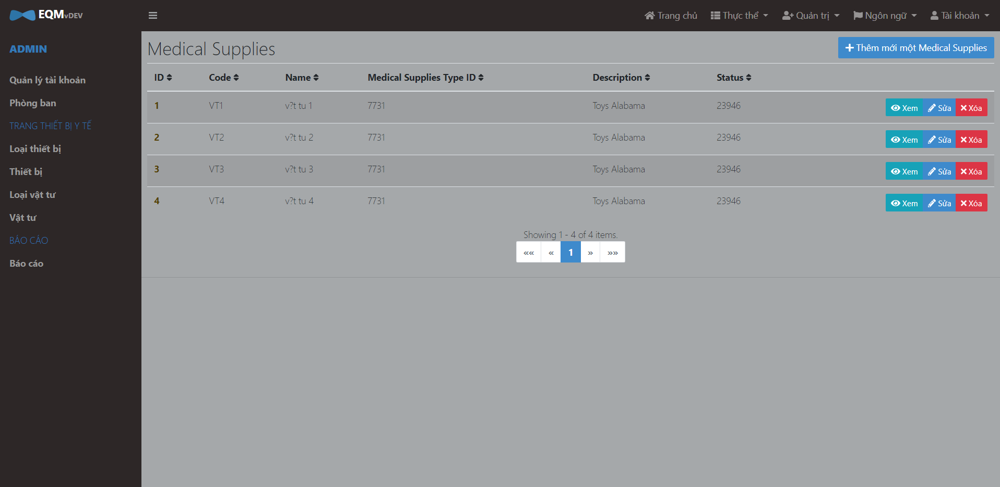 EQM vDEV
Trang chủ Thực thể Quản trị Ngôn ngữ Tài khoản
ADMIN
Quản lý tài khoản
Phòng ban
TRANG THIẾT BỊ Y TẾ
Loại thiết bị
Thiết bị
Loại vật tư
Vật tư
BÁO CÁO
Báo cáo
Medical Supplies
Thêm mới một Medical Supplies
ID Code Name Medical Supplies Type ID Description Status
1 VT1 v?t tu 1 7731 Toys Alabama 23946 Xem Sửa Xóa
2 VT2 v?t tu 2 7731 Toys Alabama 23946 Xem Sửa Xóa
3 VT3 v?t tu 3 7731 Toys Alabama 23946 Xem Sửa Xóa
4 VT4 v?t tu 4 7731 Toys Alabama 23946 Xem Sửa Xóa
Showing 1 - 4 of 4 items.
«« « 1 » »»